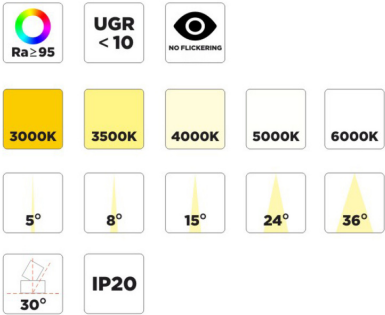 Ra≥95
UGR
<10
NO FLICKERING
3000K
3500K
4000K
5000K
6000K
5°
8°
15°
24°
36°
30°
IP20